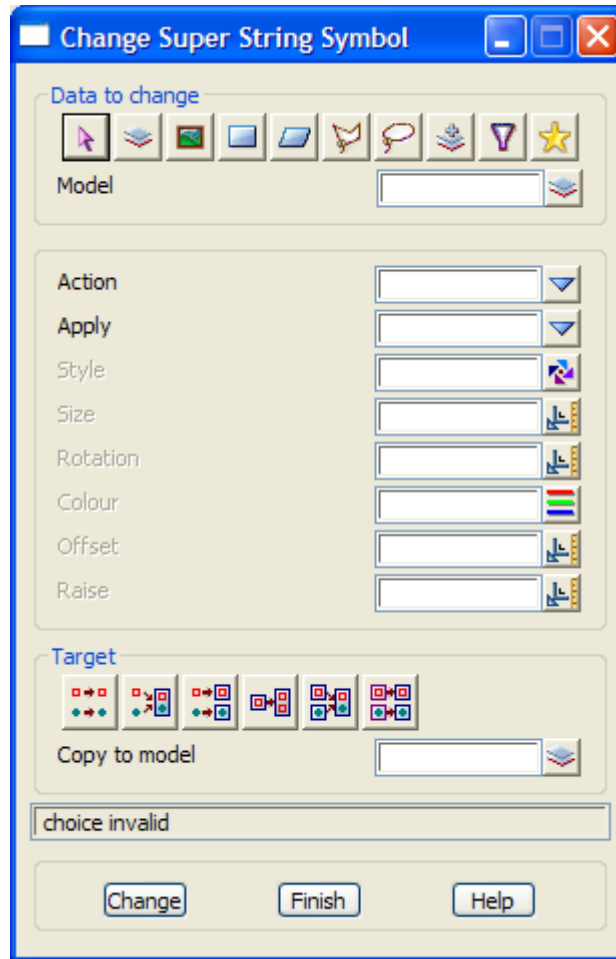 Change Super String Symbol
Data to change
Model
Action
Apply
Style
Size
Rotation
Colour
Offset
Raise
Target
Copy to model
choice invalid
Change Finish Help